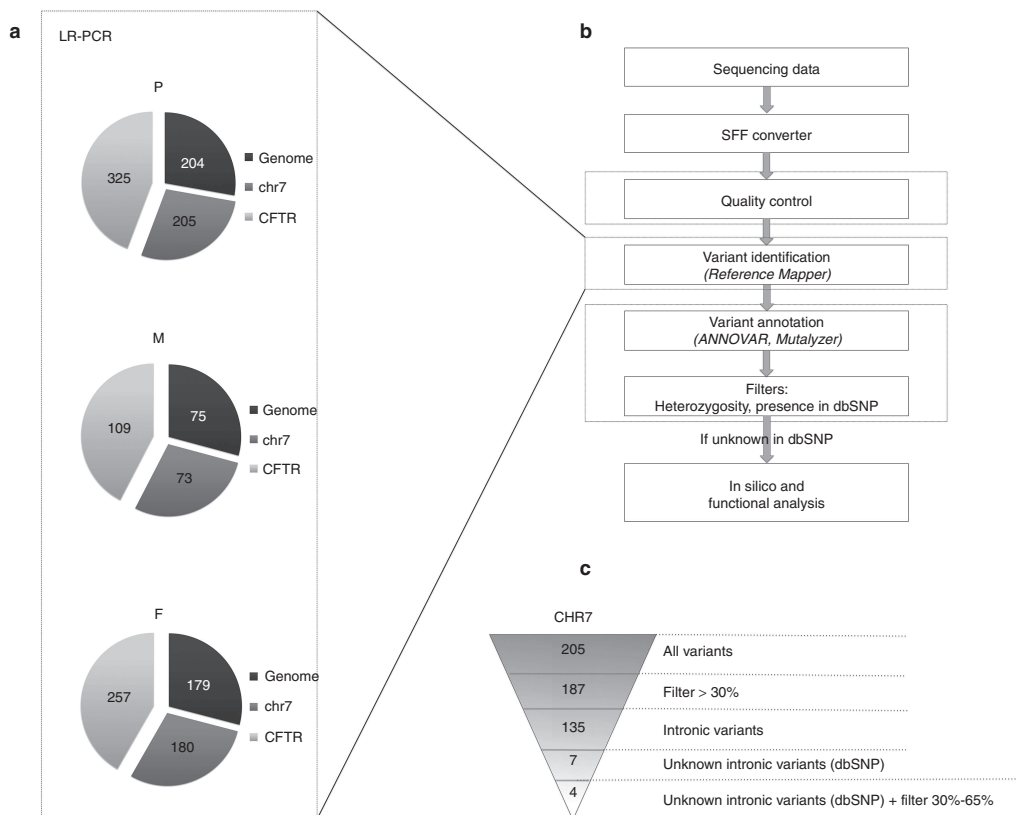 a
LR-PCR
P
204
205
325
Genome
chr7
CFTR
M
75
73
109
Genome
chr7
CFTR
F
179
180
257
Genome
chr7
CFTR
b
Sequencing data
SFF converter
Quality control
Variant identification
(Reference Mapper)
Variant annotation
(ANNOVAR, Mutalyzer)
Filters:
Heterozygosity, presence in dbSNP
If unknown in dbSNP
In silico and
functional analysis
c
CHR7
205 All variants
187 Filter > 30%
135 Intronic variants
7 Unknown intronic variants (dbSNP)
4 Unknown intronic variants (dbSNP) + filter 30%-65%